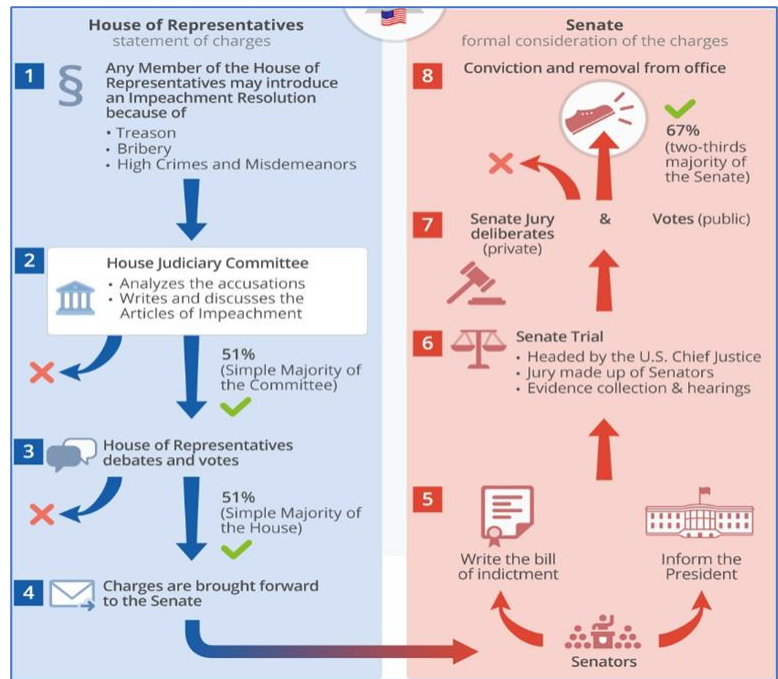 House of Representatives
statement of charges
1
§
Any Member of the House of
Representatives may introduce
an Impeachment Resolution
because of
• Treason
• Bribery
• High Crimes and Misdemeanors
2
House Judiciary Committee
• Analyzes the accusations
• Writes and discusses the
Articles of Impeachment
51%
(Simple Majority of
the Committee)
3
House of Representatives
debates and votes
51%
(Simple Majority of
the House)
4
Charges are brought forward
to the Senate
Senate
formal consideration of the charges
8
Conviction and removal from office
67%
(two-thirds
majority of
the Senate)
7
Senate Jury
deliberates
(private)
&
Votes (public)
6
Senate Trial
• Headed by the U.S. Chief Justice
• Jury made up of Senators
• Evidence collection & hearings
5
Write the bill
of indictment
Inform the
President
Senators